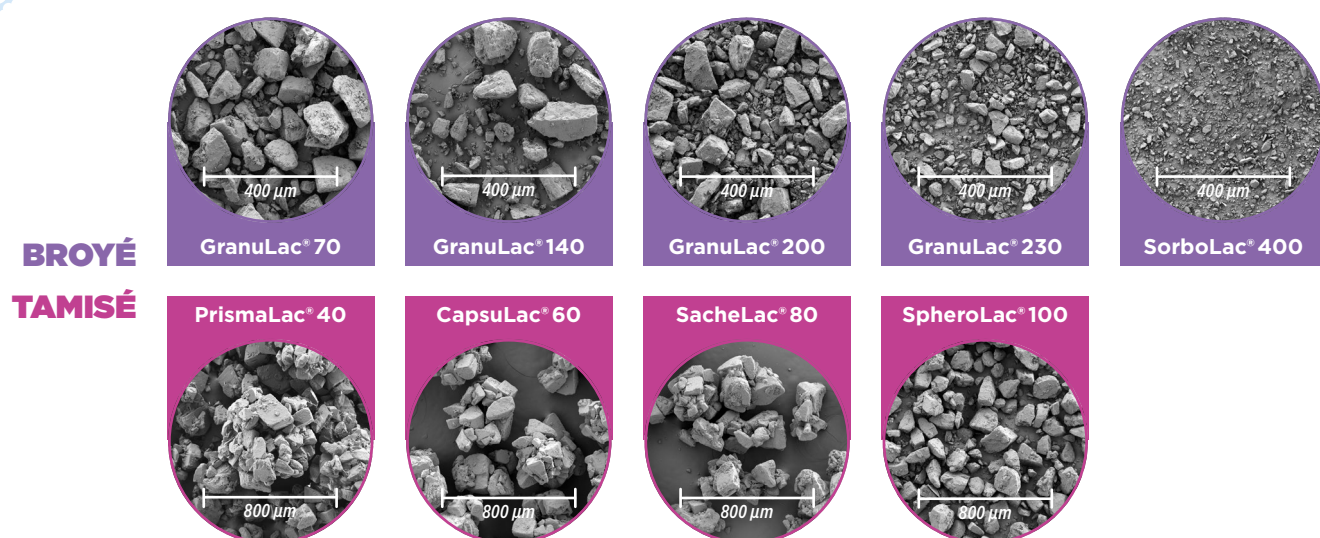 400 µm
400 µm
400 µm
400 µm
400 µm
GranuLac® 70
GranuLac® 140
GranuLac® 200
GranuLac® 230
SorboLac® 400
BROYÉ
TAMISÉ
PrismaLac® 40
CapsuLac® 60
SacheLac® 80
SpheroLac® 100
800 µm
800 µm
800 µm
800 µm